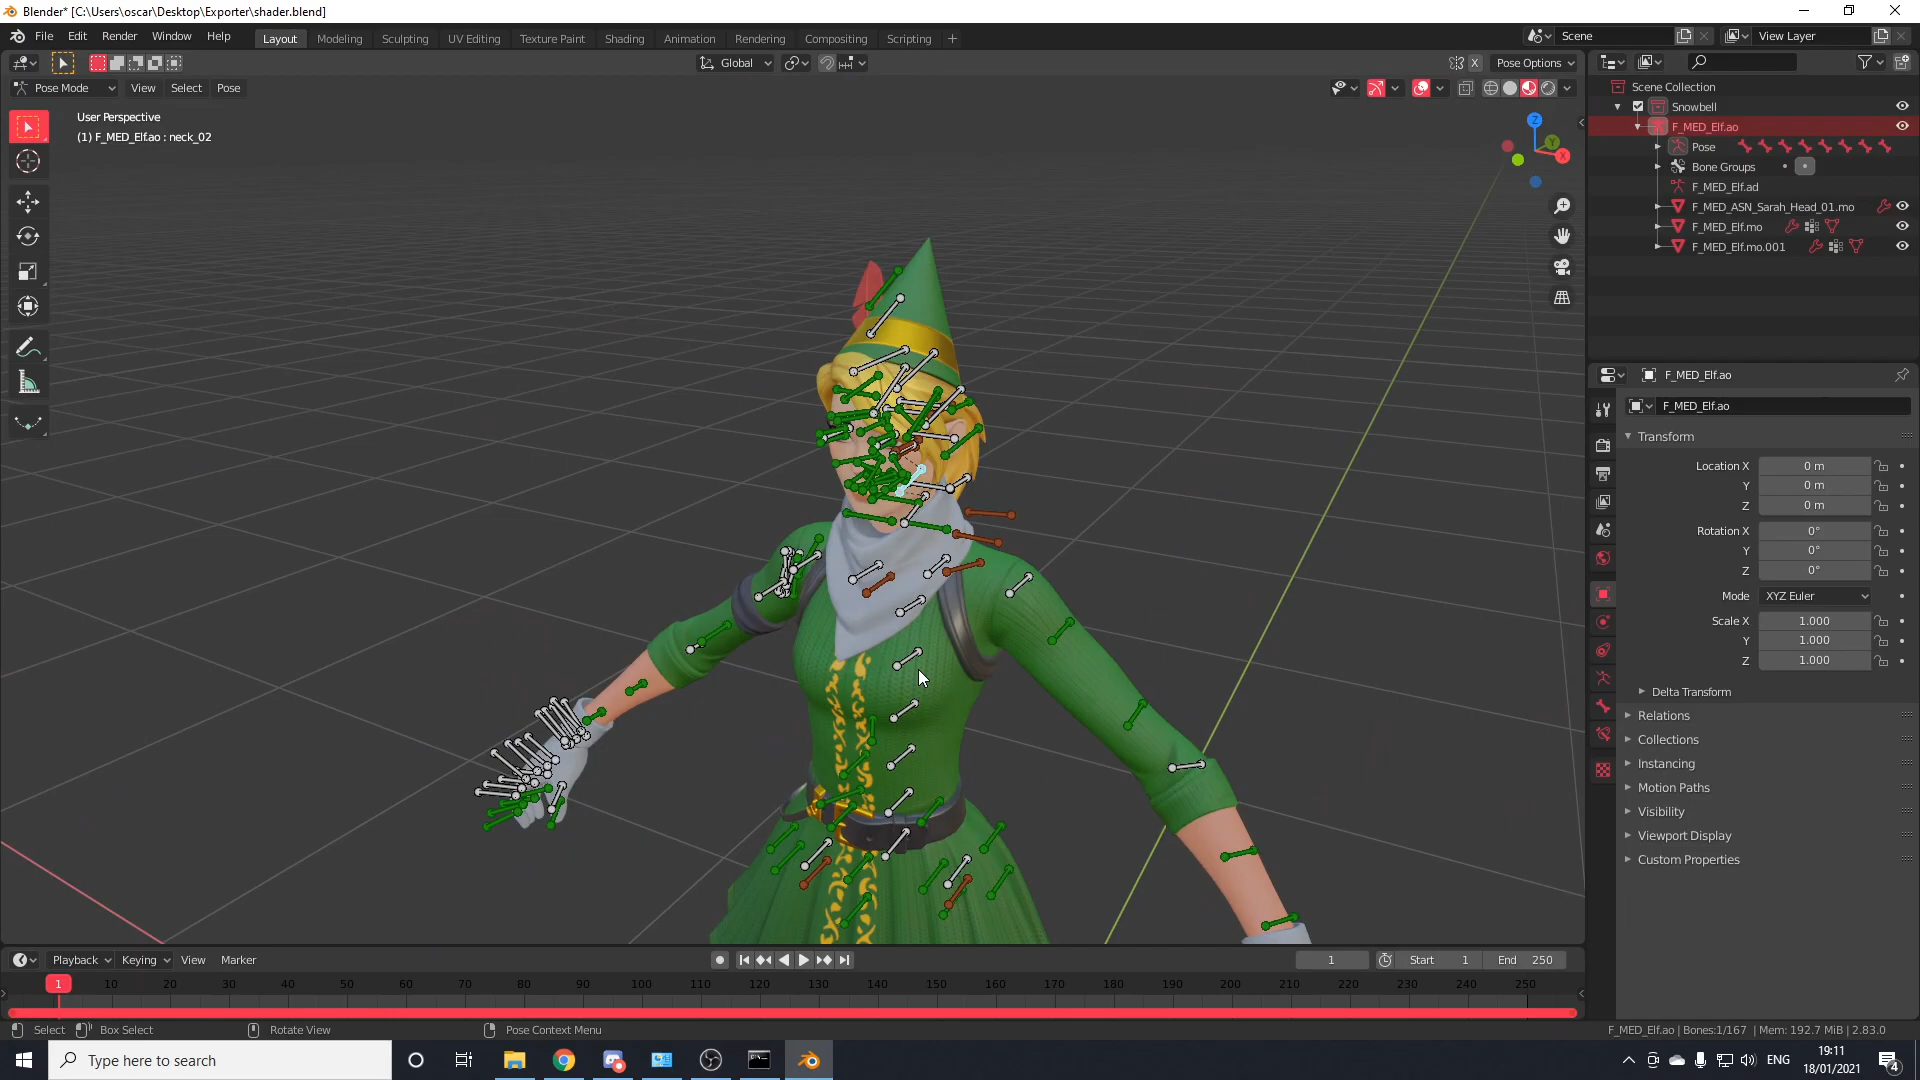 Blender* [C:\Users\oscar\Desktop\Exporter\shader.blend]
File Edit Render Window Help
Layout Modeling Sculpting UV Editing Texture Paint Shading Animation Rendering Compositing Scripting +
Scene
View Layer
Global
X
Pose Options
Pose Mode View Select Pose
User Perspective
(1) F_MED_Elf.ao : neck_02
Z
Y
X
Scene Collection
Snowbell
F_MED_Elf.ao
Pose
Bone Groups
F_MED_Elf.ad
F_MED_ASN_Sarah_Head_01.mo
F_MED_Elf.mo
F_MED_Elf.mo.001
F_MED_Elf.ao
F_MED_Elf.ao
Transform
Location X 0 m
Y 0 m
Z 0 m
Rotation X 0°
Y 0°
Z 0°
Mode XYZ Euler
Scale X 1.000
Y 1.000
Z 1.000
Delta Transform
Relations
Collections
Instancing
Motion Paths
Visibility
Viewport Display
Custom Properties
Playback Keying View Marker
1 Start 1 End 250
1 10 20 30 40 50 60 70 80 90 100 110 120 130 140 150 160 170 180 190 200 210 220 230 240 250
Select Box Select Rotate View Pose Context Menu
F_MED_Elf.ao | Bones:1/167 | Mem: 192.7 MiB | 2.83.0
Type here to search
ENG
19:11
18/01/2021
4